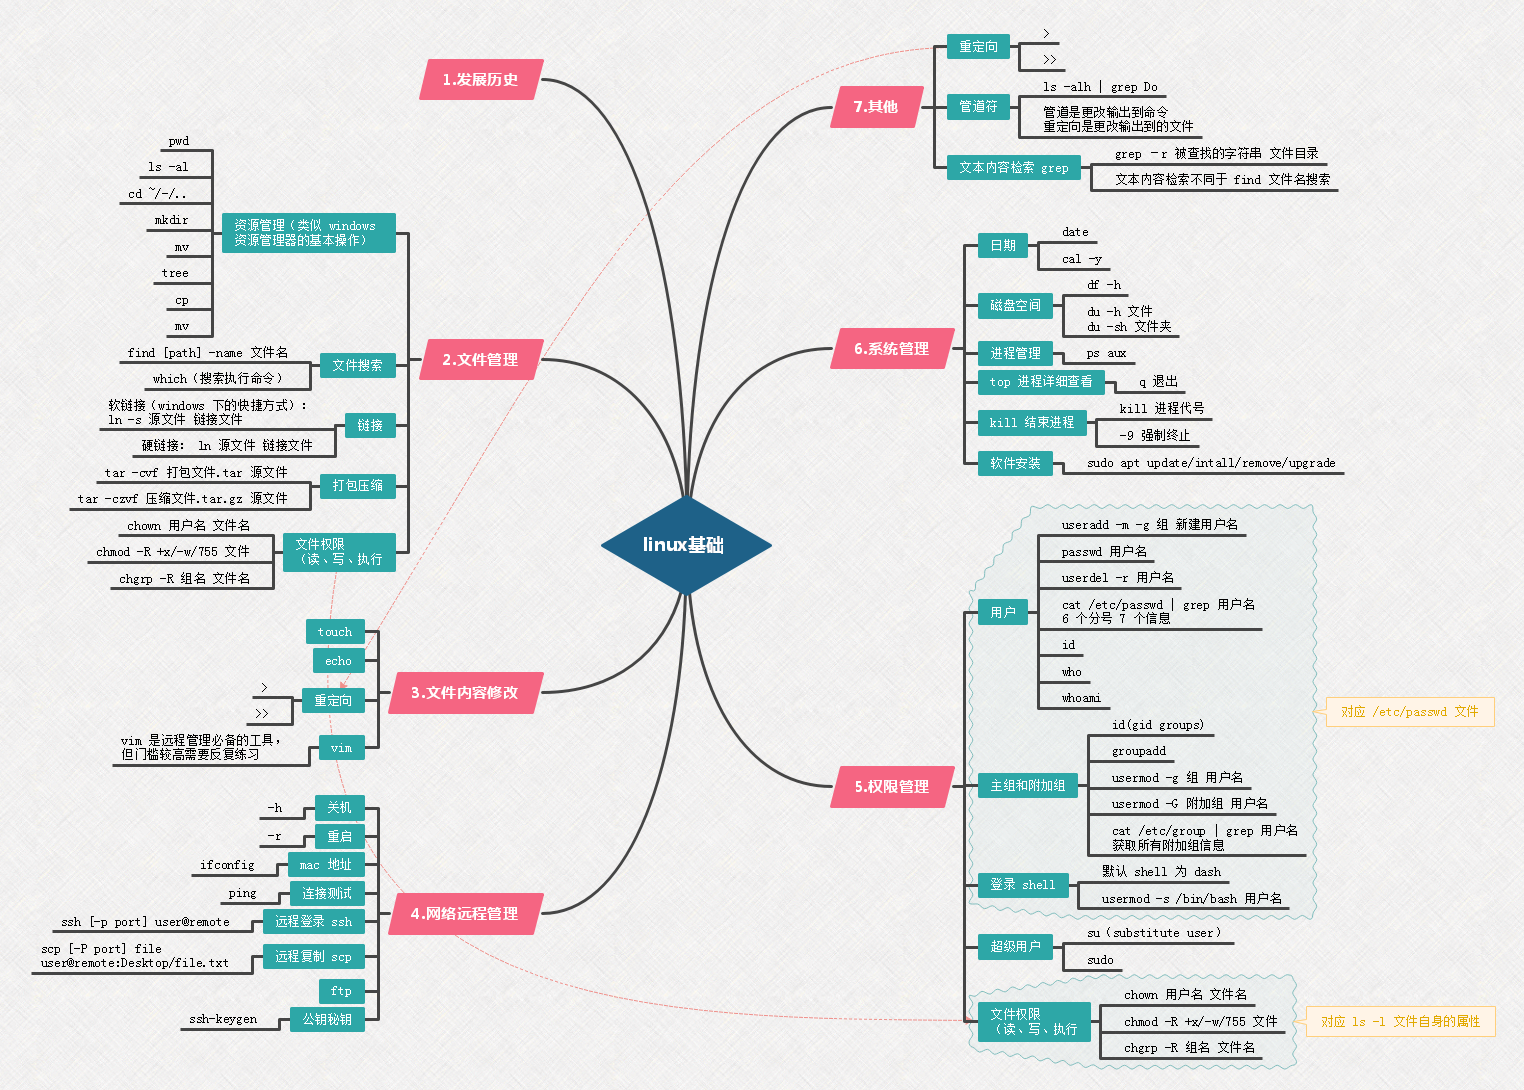 linux基础
1.发展历史
2.文件管理
资源管理（类似 windows
资源管理器的基本操作）
pwd
ls -al
cd ~/-/..
mkdir
mv
tree
cp
mv
文件搜索
find [path] -name 文件名
which（搜索执行命令）
链接
软链接（windows 下的快捷方式）：
ln -s 源文件 链接文件
硬链接： ln 源文件 链接文件
打包压缩
tar -cvf 打包文件.tar 源文件
tar -czvf 压缩文件.tar.gz 源文件
文件权限
（读、写、执行
chown 用户名 文件名
chmod -R +x/-w/755 文件
chgrp -R 组名 文件名
3.文件内容修改
touch
echo
重定向
>
>>
vim
vim 是远程管理必备的工具，
但门槛较高需要反复练习
4.网络远程管理
关机
-h
重启
-r
mac 地址
ifconfig
连接测试
ping
远程登录 ssh
ssh [-p port] user@remote
远程复制 scp
scp [-P port] file
user@remote:Desktop/file.txt
ftp
公钥秘钥
ssh-keygen
7.其他
重定向
>
>>
管道符
ls -alh | grep Do
管道是更改输出到命令
重定向是更改输出到的文件
文本内容检索 grep
grep －r 被查找的字符串 文件目录
文本内容检索不同于 find 文件名搜索
6.系统管理
日期
date
cal -y
磁盘空间
df -h
du -h 文件
du -sh 文件夹
进程管理
ps aux
top 进程详细查看
q 退出
kill 结束进程
kill 进程代号
-9 强制终止
软件安装
sudo apt update/intall/remove/upgrade
5.权限管理
用户
useradd -m -g 组 新建用户名
passwd 用户名
userdel -r 用户名
cat /etc/passwd | grep 用户名
6 个分号 7 个信息
id
who
whoami
主组和附加组
id(gid groups)
groupadd
usermod -g 组 用户名
usermod -G 附加组 用户名
cat /etc/group | grep 用户名
获取所有附加组信息
登录 shell
默认 shell 为 dash
usermod -s /bin/bash 用户名
对应 /etc/passwd 文件
超级用户
su（substitute user）
sudo
文件权限
（读、写、执行
chown 用户名 文件名
chmod -R +x/-w/755 文件
chgrp -R 组名 文件名
对应 ls -l 文件自身的属性